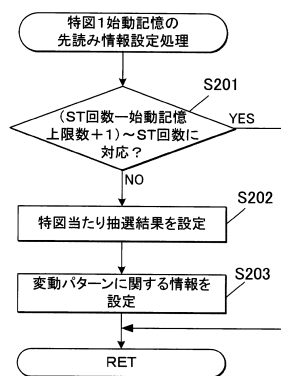 特図1始動記憶の
先読み情報設定処理
S201
(ST回数ー始動記憶
上限数+1)~ST回数に
対応?
YES
NO
S202
特図当たり抽選結果を設定
S203
変動パターンに関する情報を
設定
RET